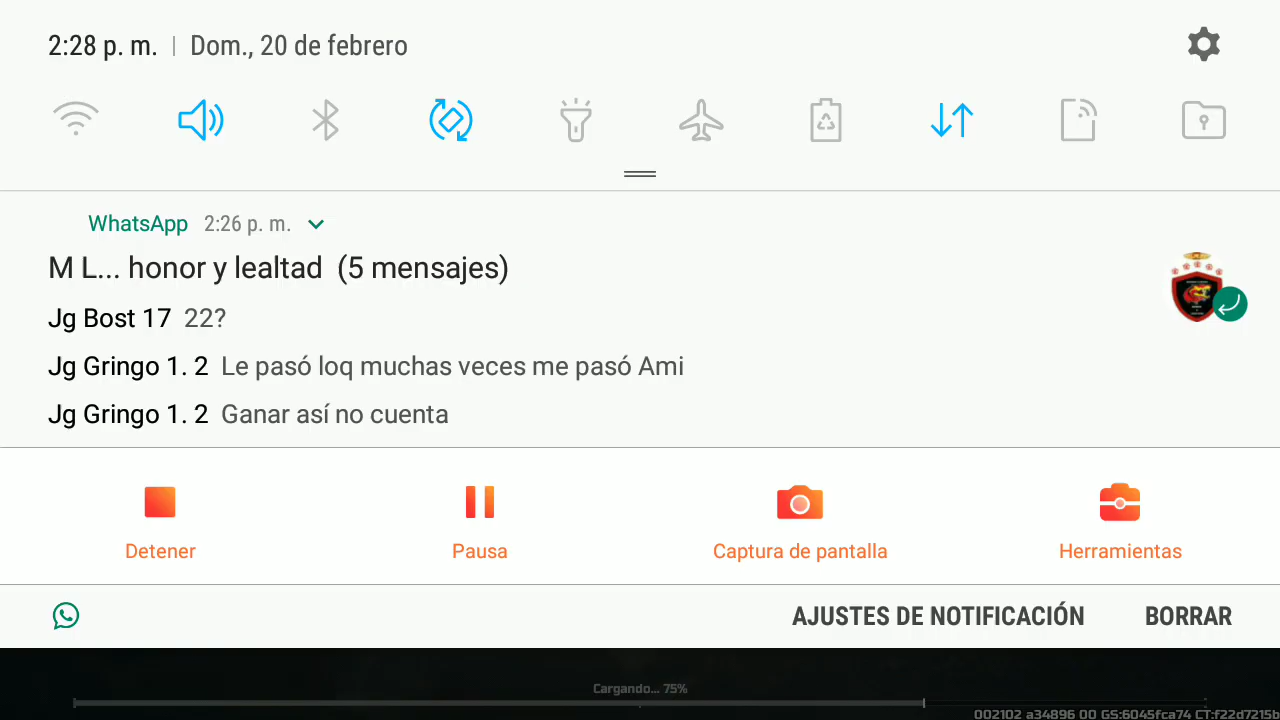 2:28 p. m. | Dom., 20 de febrero
WhatsApp 2:26 p. m.
M L... honor y lealtad (5 mensajes)
Jg Bost 17 22?
Jg Gringo 1. 2 Le pasó loq muchas veces me pasó Ami
Jg Gringo 1. 2 Ganar así no cuenta
Detener Pausa Captura de pantalla Herramientas
AJUSTES DE NOTIFICACIÓN BORRAR
Cargando... 75%
002102 a34896 00 GS:6045fca74 CT:f22d7215b